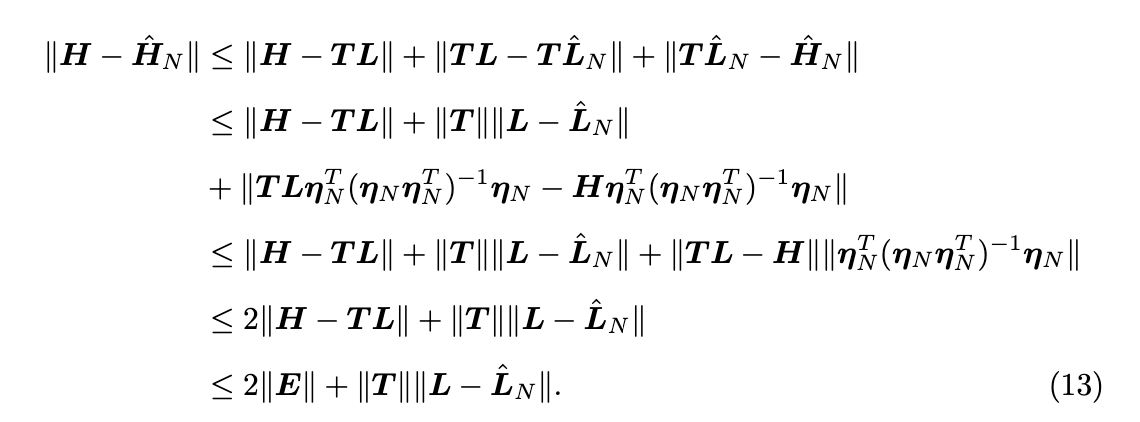 ‖H − Ĥ_N‖ ≤ ‖H − TL‖ + ‖TL − TL̂_N‖ + ‖TL̂_N − Ĥ_N‖
≤ ‖H − TL‖ + ‖T‖‖L − L̂_N‖
+ ‖TLη_N^T(η_Nη_N^T)^{−1}η_N − Hη_N^T(η_Nη_N^T)^{−1}η_N‖
≤ ‖H − TL‖ + ‖T‖‖L − L̂_N‖ + ‖TL − H‖‖η_N^T(η_Nη_N^T)^{−1}η_N‖
≤ 2‖H − TL‖ + ‖T‖‖L − L̂_N‖
≤ 2‖E‖ + ‖T‖‖L − L̂_N‖. (13)